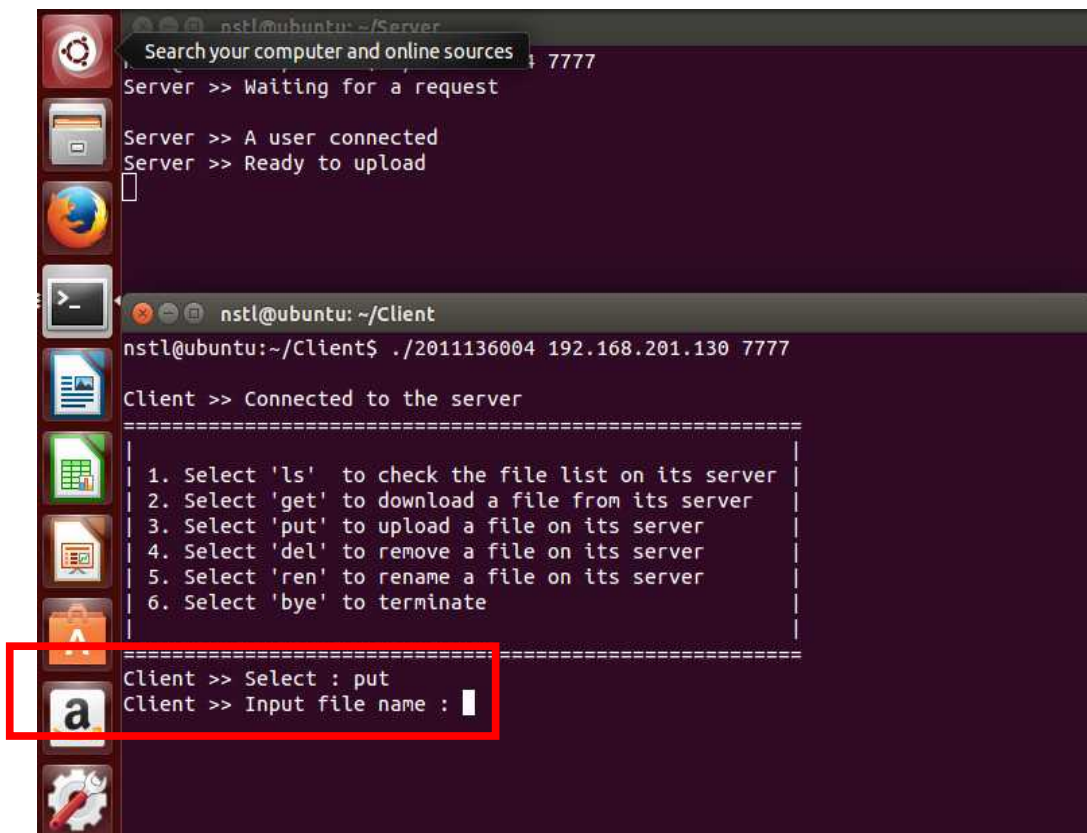 nstl@ubuntu: ~/Server
Search your computer and online sources
7777
Server >> Waiting for a request
Server >> A user connected
Server >> Ready to upload
nstl@ubuntu: ~/Client
nstl@ubuntu:~/Client$ ./2011136004 192.168.201.130 7777
Client >> Connected to the server
========================================================
| |
| 1. Select 'ls'  to check the file list on its server |
| 2. Select 'get' to download a file from its server |
| 3. Select 'put' to upload a file on its server |
| 4. Select 'del' to remove a file on its server |
| 5. Select 'ren' to rename a file on its server |
| 6. Select 'bye' to terminate |
| |
========================================================
Client >> Select : put
Client >> Input file name :